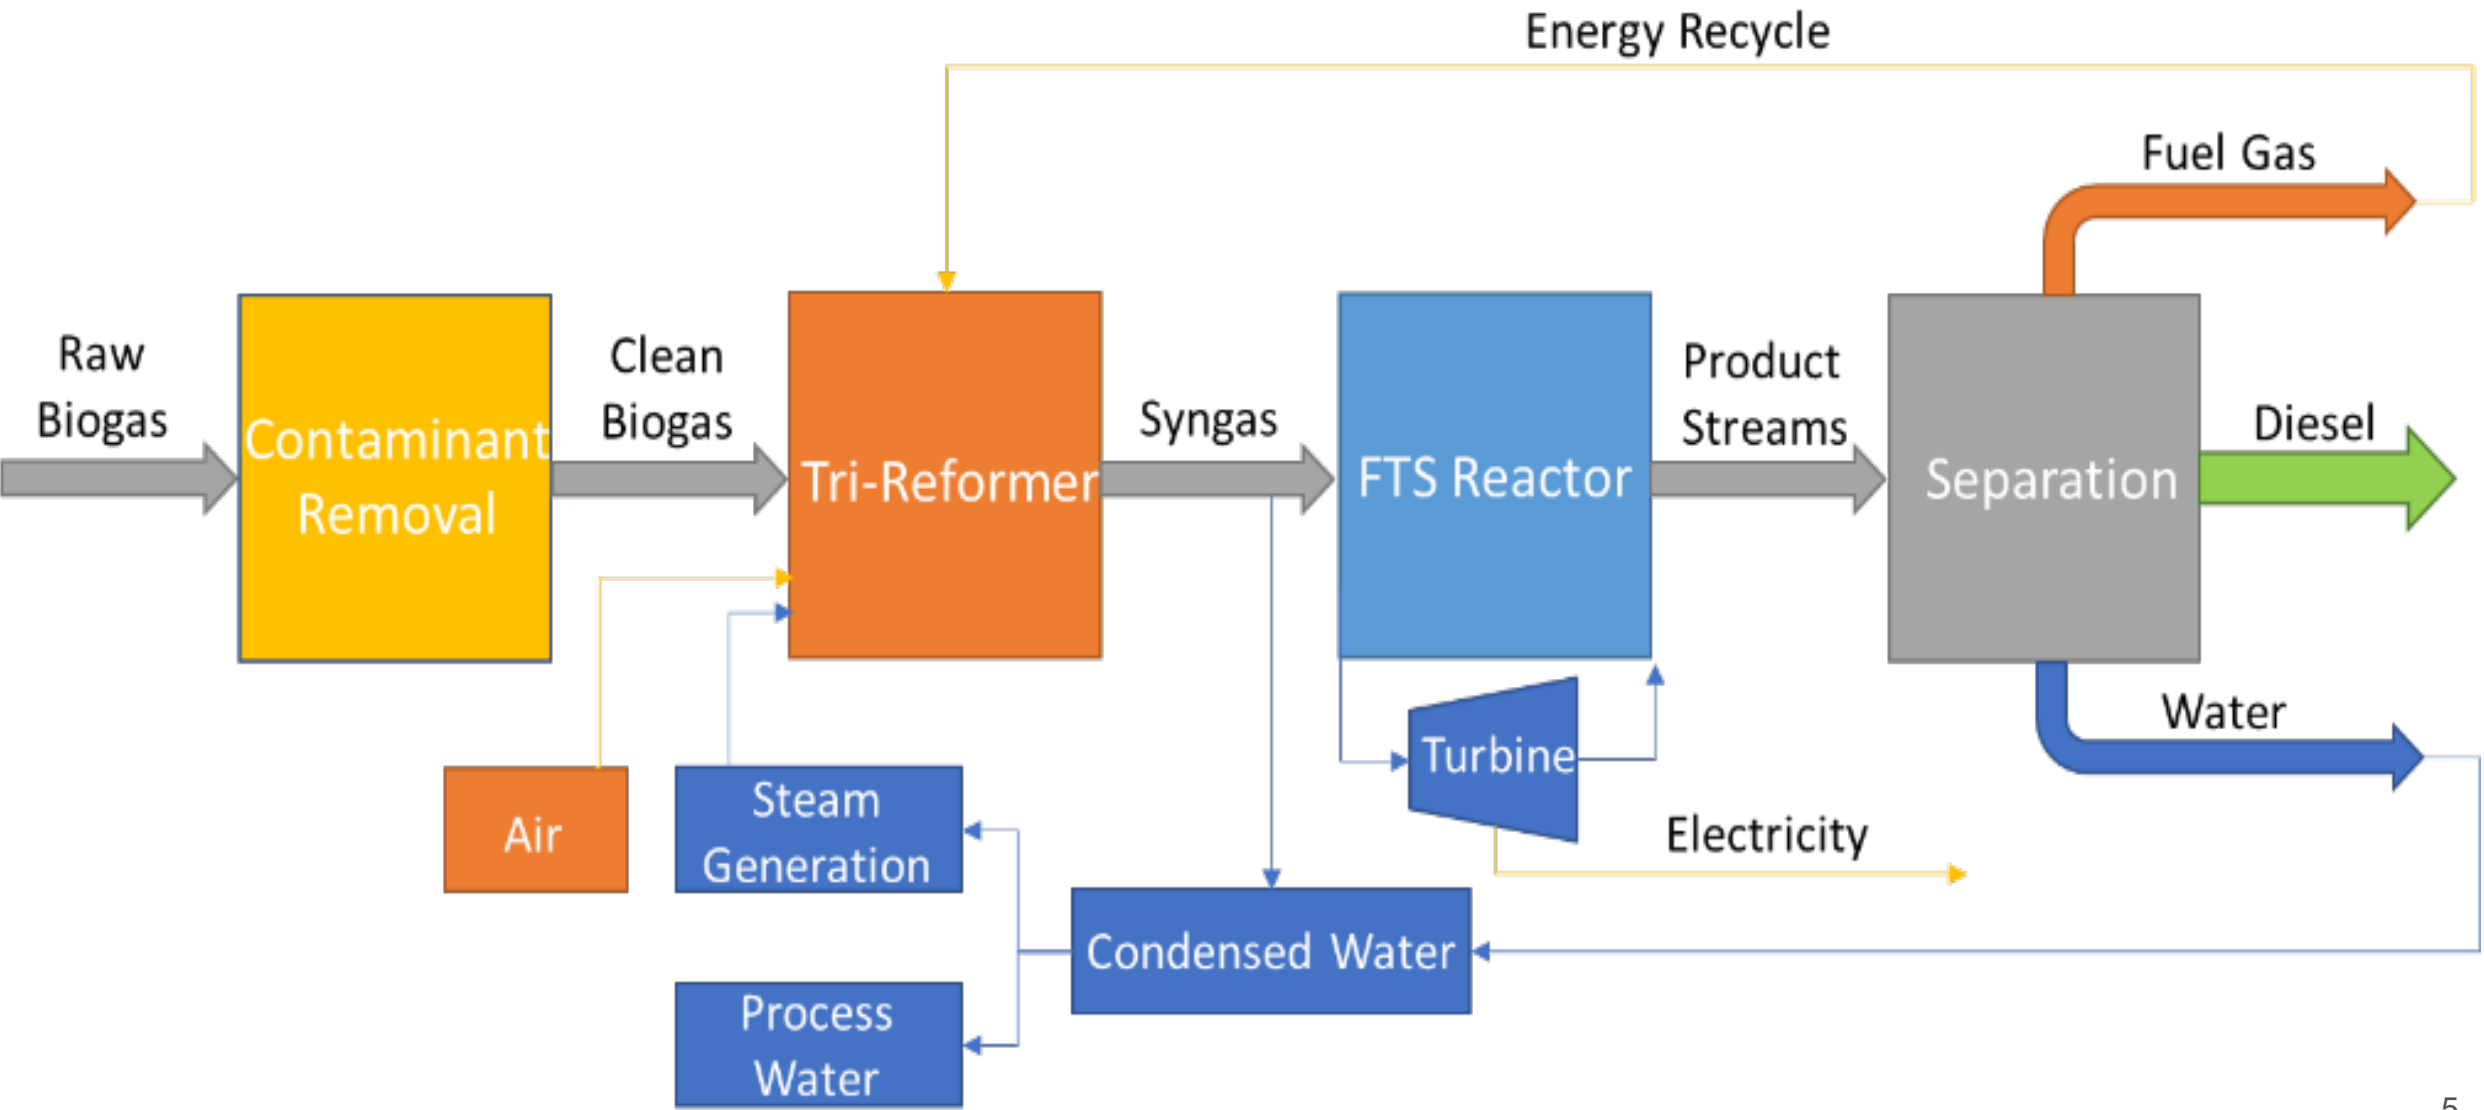 Energy Recycle
Fuel Gas
Raw
Biogas
Contaminant
Removal
Clean
Biogas
Tri-Reformer
Syngas
FTS Reactor
Product
Streams
Separation
Diesel
Water
Turbine
Electricity
Air
Steam
Generation
Condensed Water
Process
Water
5